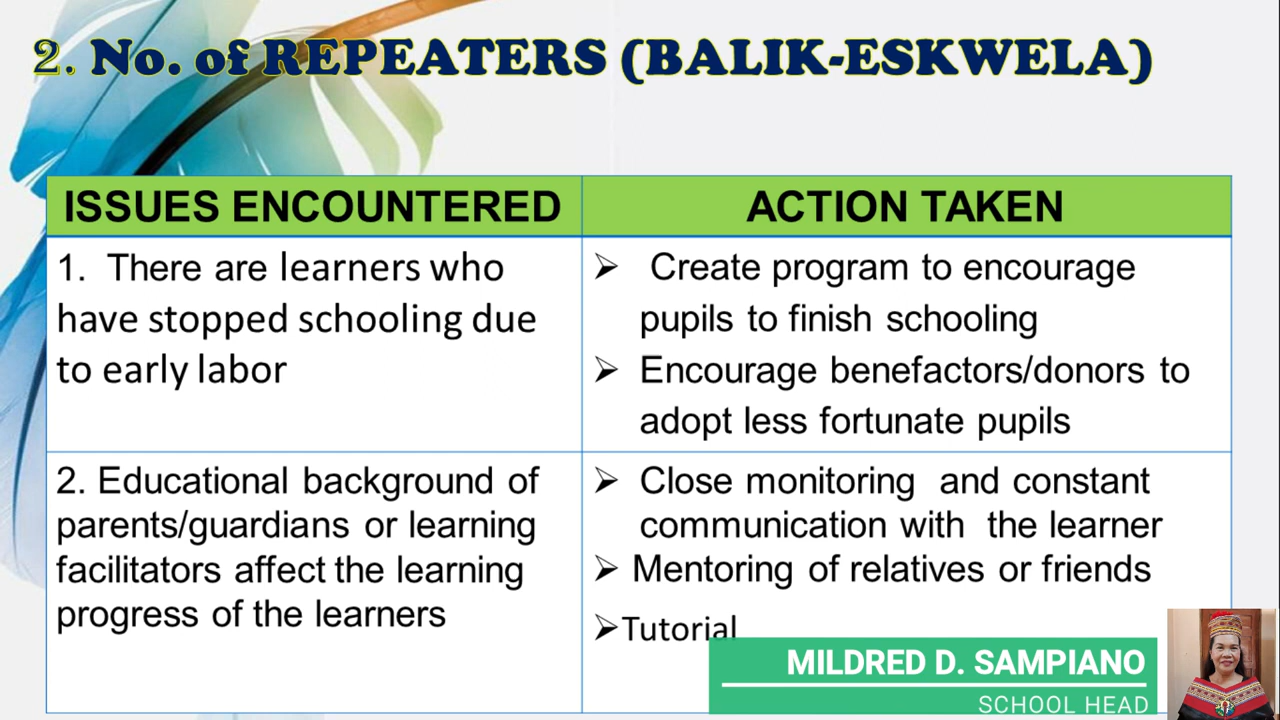 2. No. of REPEATERS (BALIK-ESKWELA)
ISSUES ENCOUNTERED
ACTION TAKEN
1. There are learners who
have stopped schooling due
to early labor
➢ Create program to encourage
pupils to finish schooling
➢ Encourage benefactors/donors to
adopt less fortunate pupils
2. Educational background of
parents/guardians or learning
facilitators affect the learning
progress of the learners
➢ Close monitoring and constant
communication with the learner
➢ Mentoring of relatives or friends
➢Tutorial
MILDRED D. SAMPIANO
SCHOOL HEAD